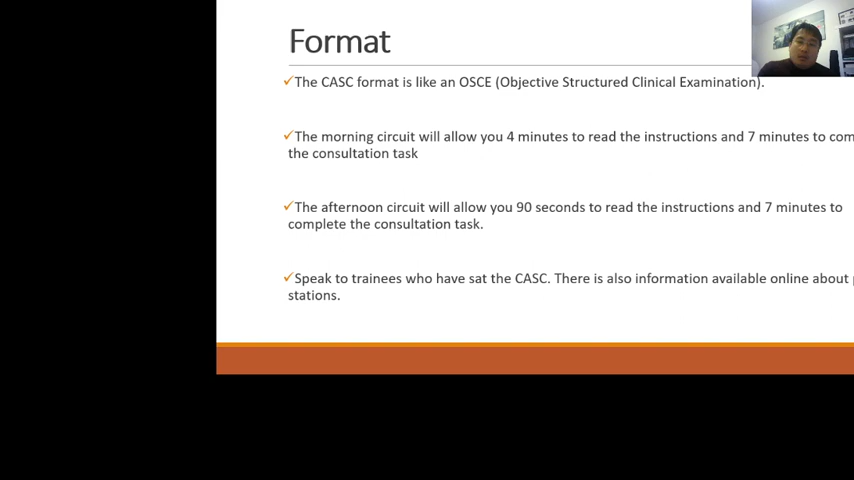 Format
✓The CASC format is like an OSCE (Objective Structured Clinical Examination).
✓The morning circuit will allow you 4 minutes to read the instructions and 7 minutes to com
the consultation task
✓The afternoon circuit will allow you 90 seconds to read the instructions and 7 minutes to
complete the consultation task.
✓Speak to trainees who have sat the CASC. There is also information available online about
stations.